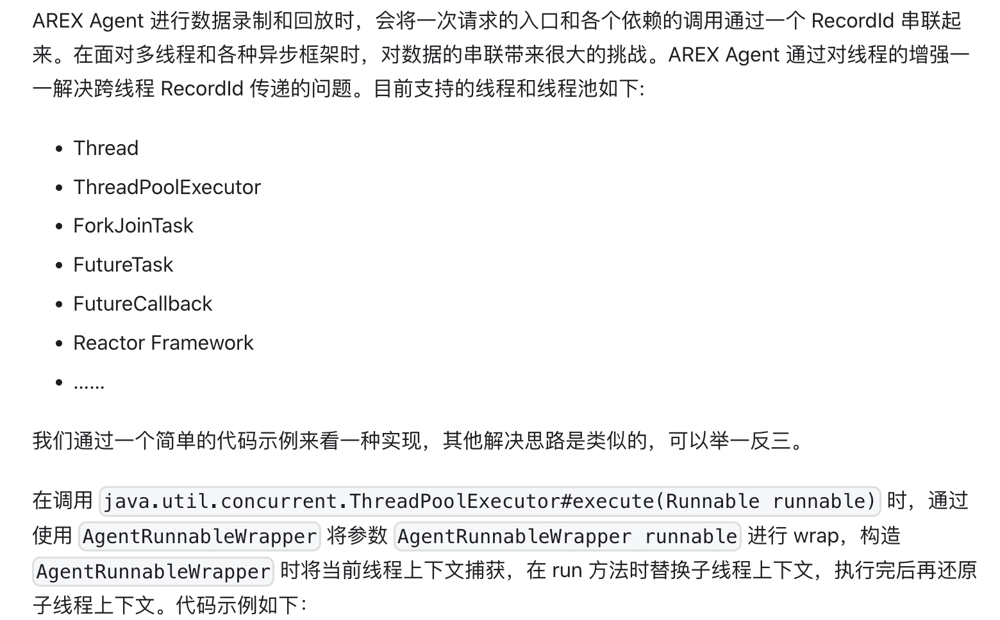 AREX Agent 进行数据录制和回放时，会将一次请求的入口和各个依赖的调用通过一个 RecordId 串联起
来。在面对多线程和各种异步框架时，对数据的串联带来很大的挑战。AREX Agent 通过对线程的增强一
一解决跨线程 RecordId 传递的问题。目前支持的线程和线程池如下:
• Thread
• ThreadPoolExecutor
• ForkJoinTask
• FutureTask
• FutureCallback
• Reactor Framework
• ......
我们通过一个简单的代码示例来看一种实现，其他解决思路是类似的，可以举一反三。
在调用 java.util.concurrent.ThreadPoolExecutor#execute(Runnable runnable) 时，通过
使用 AgentRunnableWrapper 将参数 AgentRunnableWrapper runnable 进行 wrap，构造
AgentRunnableWrapper 时将当前线程上下文捕获，在 run 方法时替换子线程上下文，执行完后再还原
子线程上下文。代码示例如下：